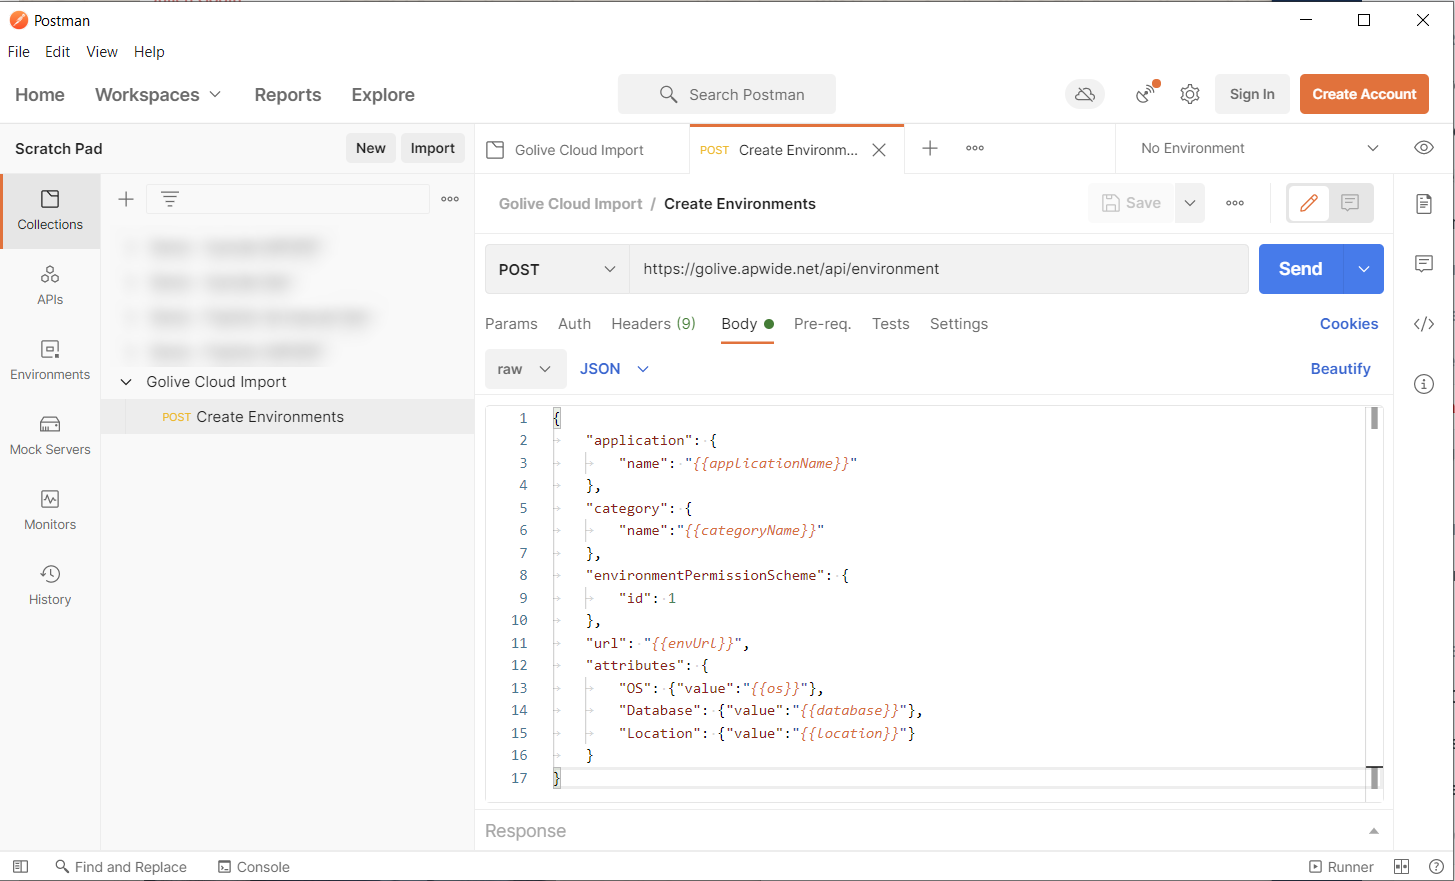 Postman
File Edit View Help
Home Workspaces Reports Explore
Search Postman
Sign In
Create Account
Scratch Pad
New
Import
Golive Cloud Import
POST Create Environm...
No Environment
Collections
APIs
Environments
Mock Servers
Monitors
History
Golive Cloud Import
POST Create Environments
Golive Cloud Import / Create Environments
Save
POST
https://golive.apwide.net/api/environment
Send
Params Auth Headers (9) Body Pre-req. Tests Settings
Cookies
raw
JSON
Beautify
1 {
2 "application": {
3 "name": "{{applicationName}}"
4 },
5 "category": {
6 "name":"{{categoryName}}"
7 },
8 "environmentPermissionScheme": {
9 "id": 1
10 },
11 "url": "{{envUrl}}",
12 "attributes": {
13 "OS": {"value":"{{os}}"},
14 "Database": {"value":"{{database}}"},
15 "Location": {"value":"{{location}}"}
16 }
17 }
Response
Find and Replace
Console
Runner